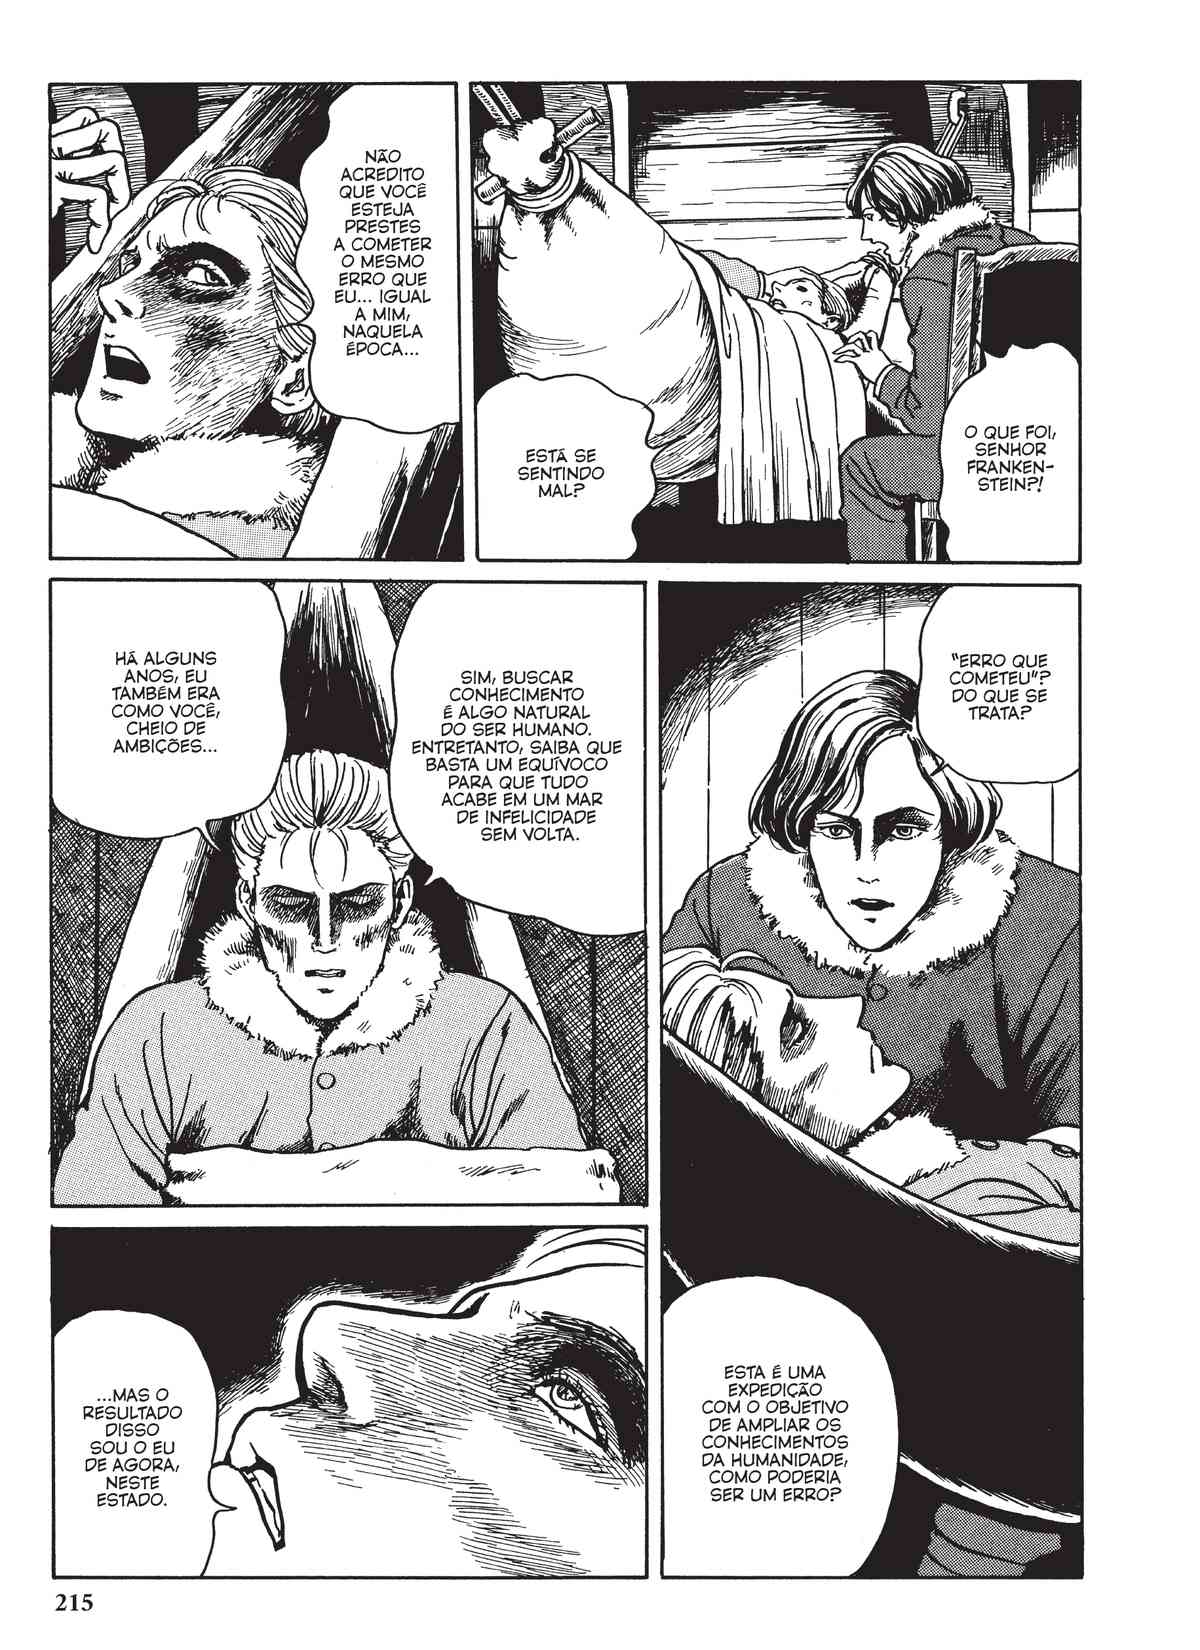 O QUE FOI,
SENHOR
FRANKEN-
STEIN?!
ESTÁ SE
SENTINDO
MAL?
NÃO
ACREDITO
QUE VOCÊ
ESTEJA
PRESTES
A COMETER
O MESMO
ERRO QUE
EU... IGUAL
A MIM,
NAQUELA
ÉPOCA...
"ERRO QUE
COMETEU"?
DO QUE SE
TRATA?
ESTA É UMA
EXPEDIÇÃO
COM O OBJETIVO
DE AMPLIAR OS
CONHECIMENTOS
DA HUMANIDADE,
COMO PODERIA
SER UM ERRO?
SIM, BUSCAR
CONHECIMENTO
É ALGO NATURAL
DO SER HUMANO.
ENTRETANTO, SAIBA QUE
BASTA UM EQUÍVOCO
PARA QUE TUDO
ACABE EM UM MAR
DE INFELICIDADE
SEM VOLTA.
HÁ ALGUNS
ANOS, EU
TAMBÉM ERA
COMO VOCÊ,
CHEIO DE
AMBIÇÕES...
...MAS O
RESULTADO
DISSO
SOU O EU
DE AGORA,
NESTE
ESTADO.
215